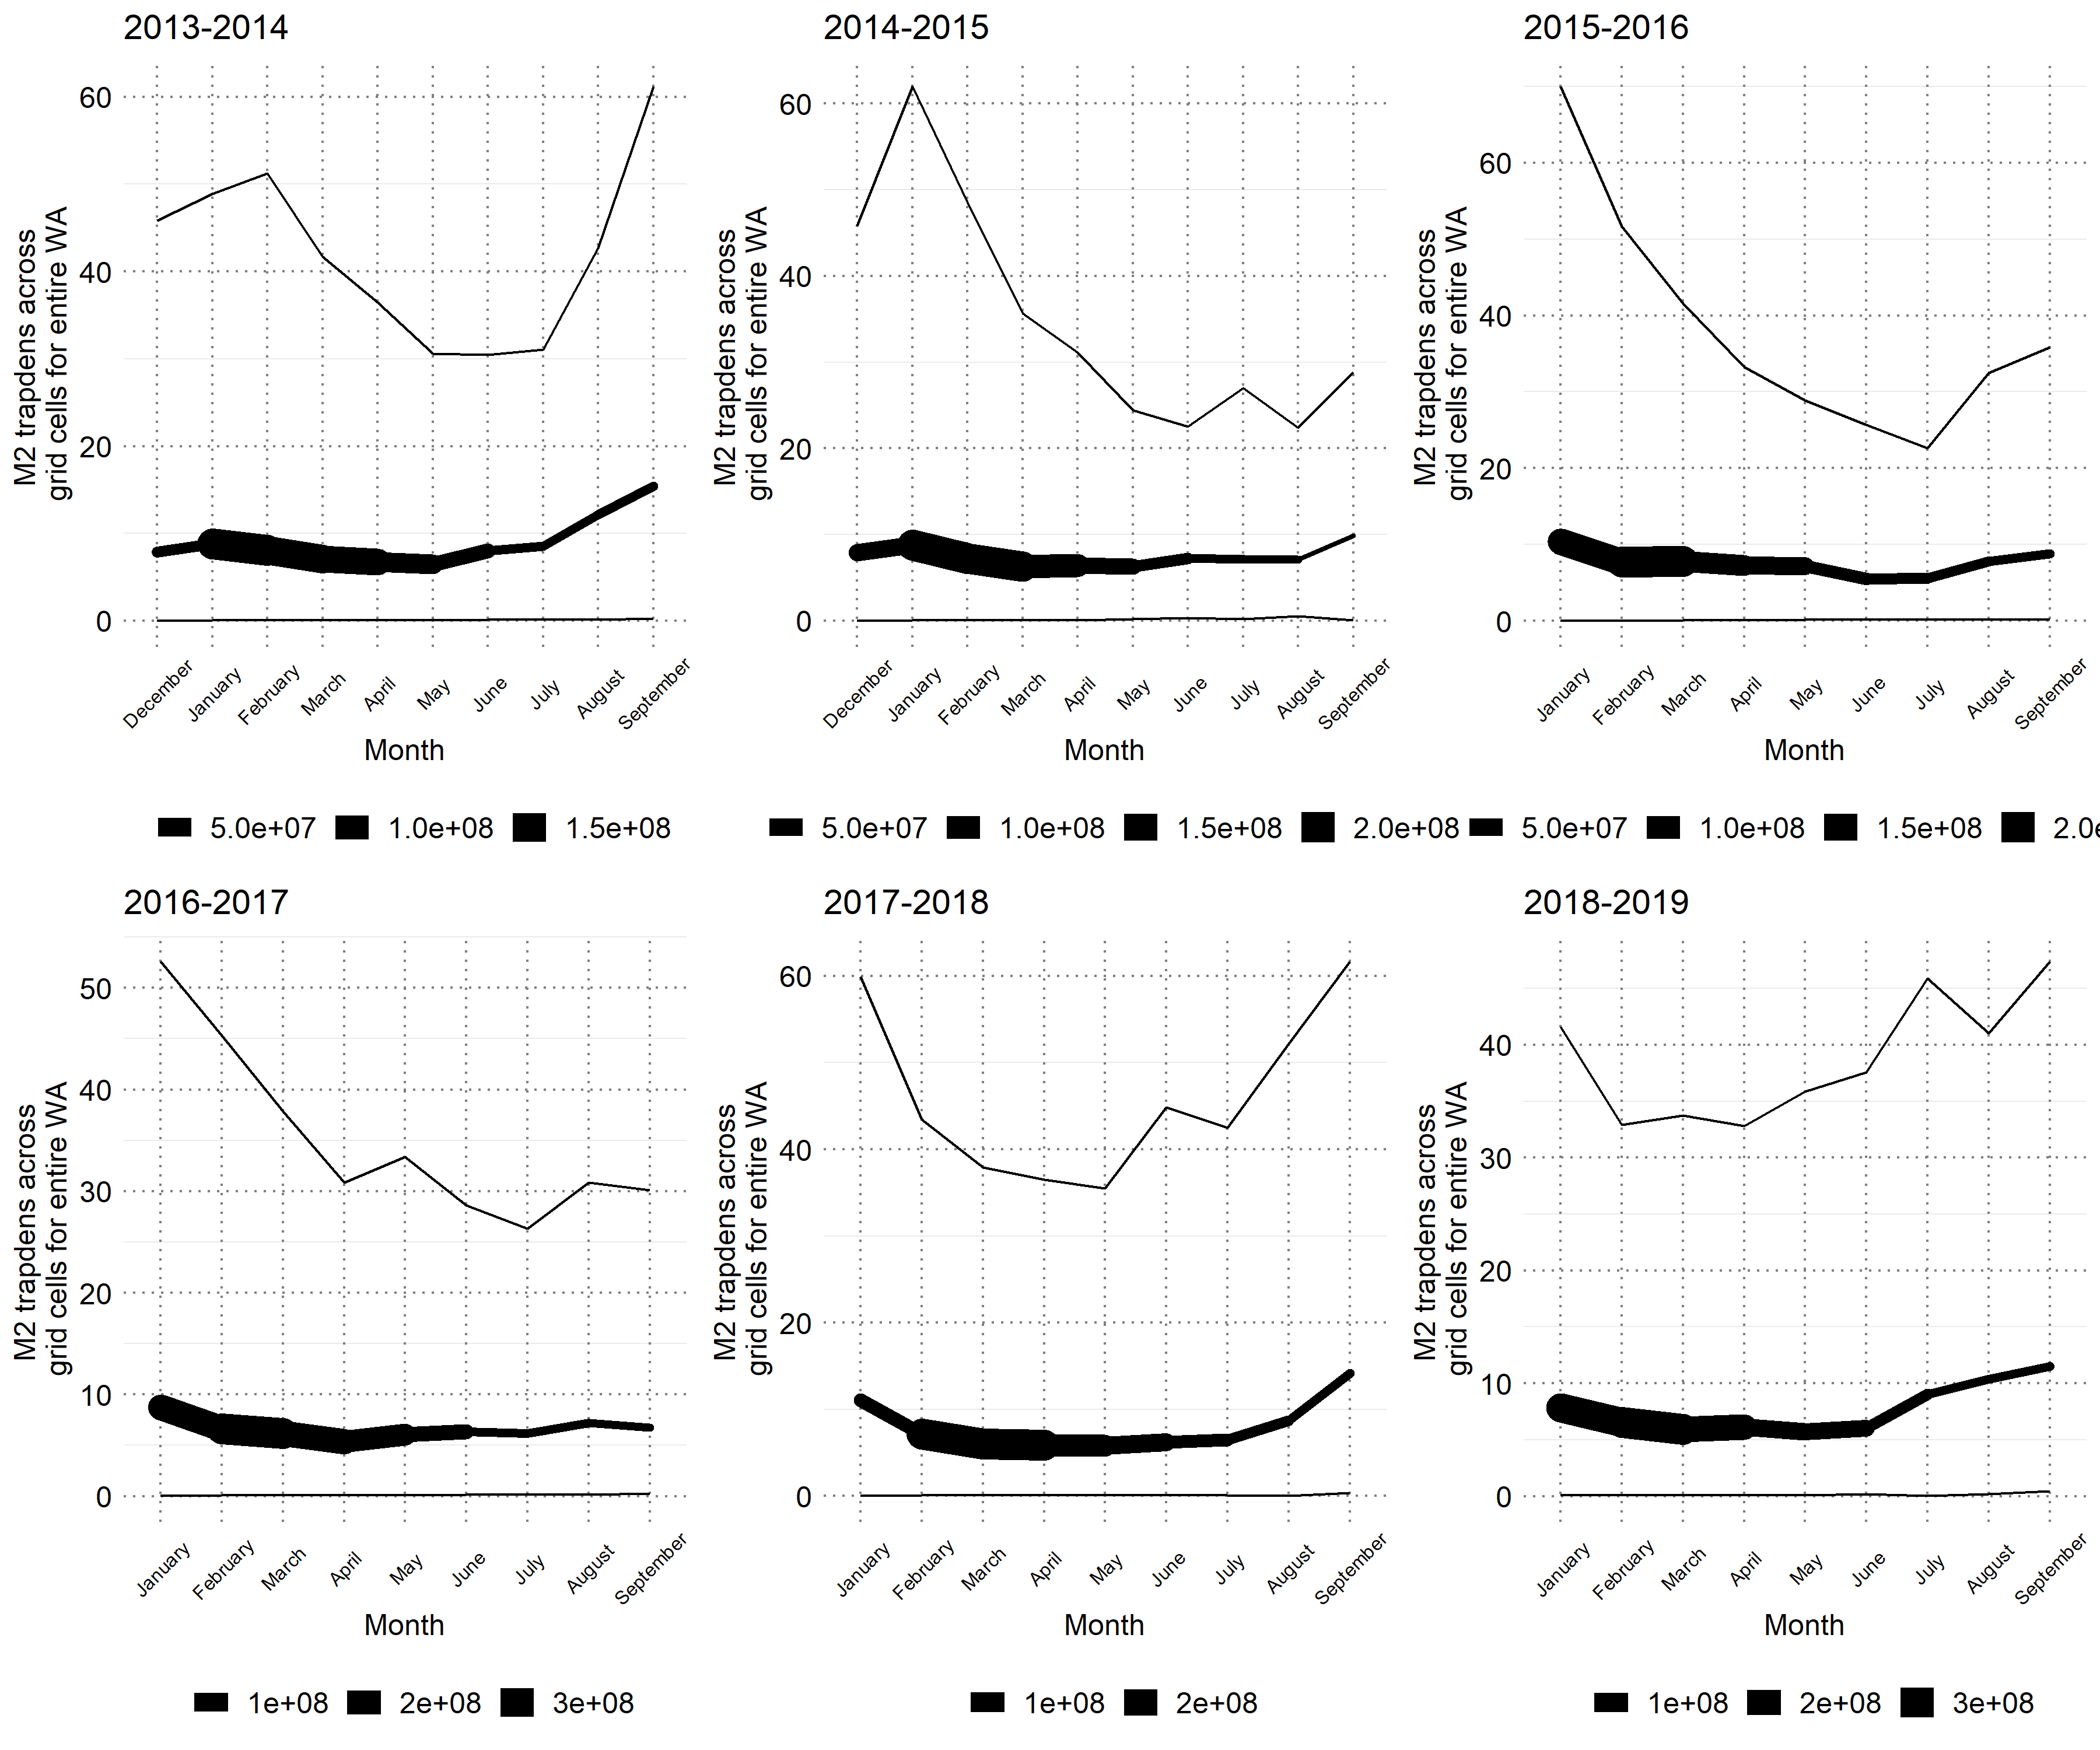 2013-2014
M2 trapdens across
grid cells for entire WA
60
40
20
0
December January February March April May June July August September
Month
5.0e+07 1.0e+08 1.5e+08
2014-2015
M2 trapdens across
grid cells for entire WA
60
40
20
0
December January February March April May June July August September
Month
5.0e+07 1.0e+08 1.5e+08 2.0e+08
2015-2016
M2 trapdens across
grid cells for entire WA
60
40
20
0
January February March April May June July August September
Month
5.0e+07 1.0e+08 1.5e+08 2.0e
2016-2017
M2 trapdens across
grid cells for entire WA
50
40
30
20
10
0
January February March April May June July August September
Month
1e+08 2e+08 3e+08
2017-2018
M2 trapdens across
grid cells for entire WA
60
40
20
0
January February March April May June July August September
Month
1e+08 2e+08
2018-2019
M2 trapdens across
grid cells for entire WA
40
30
20
10
0
January February March April May June July August September
Month
1e+08 2e+08 3e+08